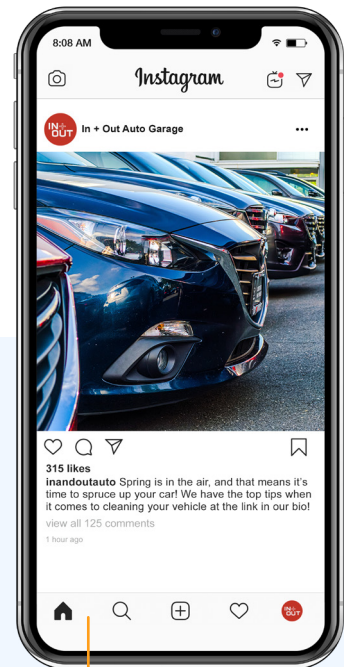 8:08 AM
Instagram
IN+
OUT
In + Out Auto Garage
315 likes
inandoutauto Spring is in the air, and that means it's
time to spruce up your car! We have the top tips when
it comes to cleaning your vehicle at the link in our bio!
view all 125 comments
1 hour ago
IN+
OUT